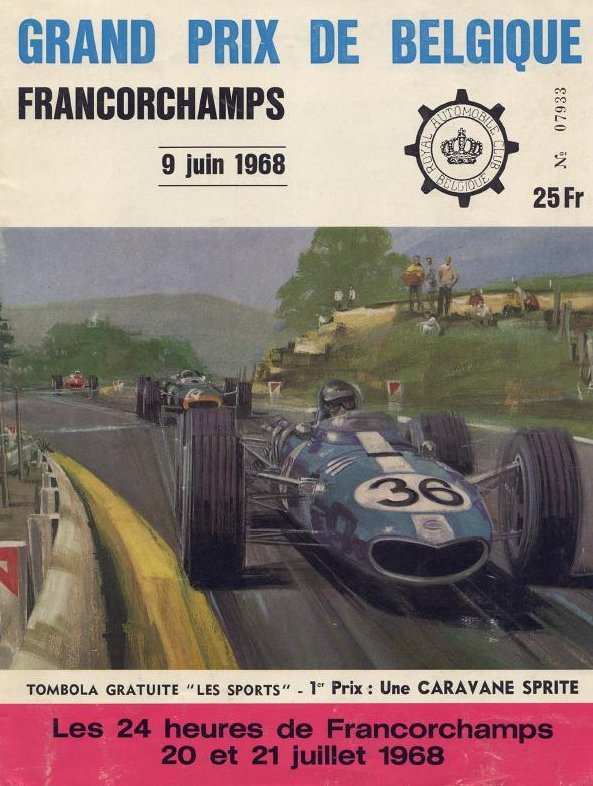 GRAND PRIX DE BELGIQUE
FRANCORCHAMPS
9 juin 1968
ROYAL AUTOMOBILE CLUB
BELGIQUE
Nº 07933
25 Fr
36
TOMBOLA GRATUITE "LES SPORTS" - 1er Prix : Une CARAVANE SPRITE
Les 24 heures de Francorchamps
20 et 21 juillet 1968